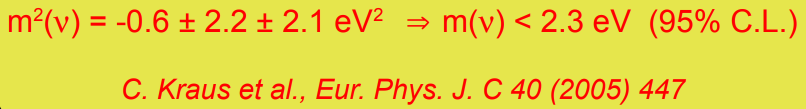 m²(ν) = -0.6 ± 2.2 ± 2.1 eV² ⇒ m(ν) < 2.3 eV (95% C.L.)
C. Kraus et al., Eur. Phys. J. C 40 (2005) 447